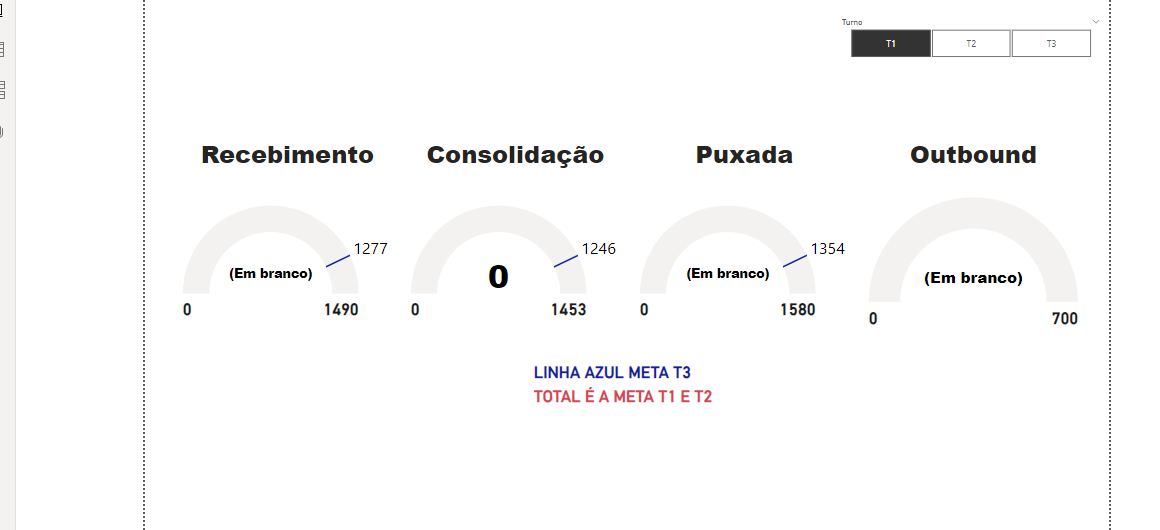 Turno
T1 T2 T3
Recebimento Consolidação Puxada Outbound
1277 1246 1354
(Em branco) 0 (Em branco) (Em branco)
0 1490 0 1453 0 1580 0 700
LINHA AZUL META T3
TOTAL É A META T1 E T2